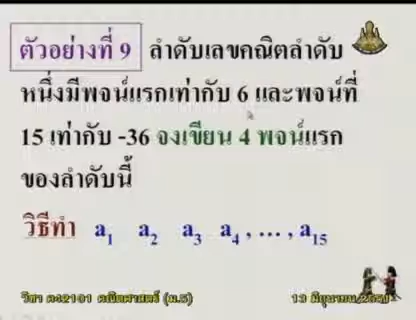 ตัวอย่างที่ 9 ลำดับเลขคณิตลำดับ
หนึ่งมีพจน์แรกเท่ากับ 6 และพจน์ที่
15 เท่ากับ -36 จงเขียน 4 พจน์แรก
ของลำดับนี้
วิธีทำ a₁ a₂ a₃ a₄ , … , a₁₅
วิชา ค42101 คณิตศาสตร์ (ม.5) 13 มิถุนายน 2550